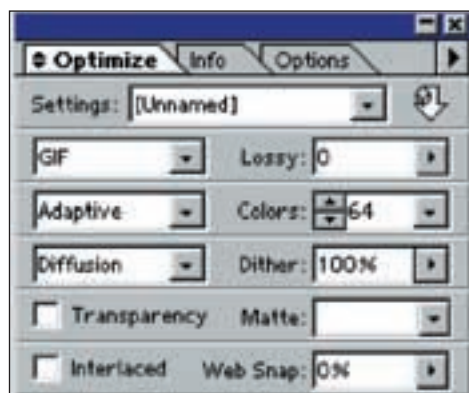 Optimize Info Options
Settings: [Unnamed]
GIF Lossy: 0
Adaptive Colors: 64
Diffusion Dither: 100%
Transparency Matte:
Interlaced Web Snap: 0%